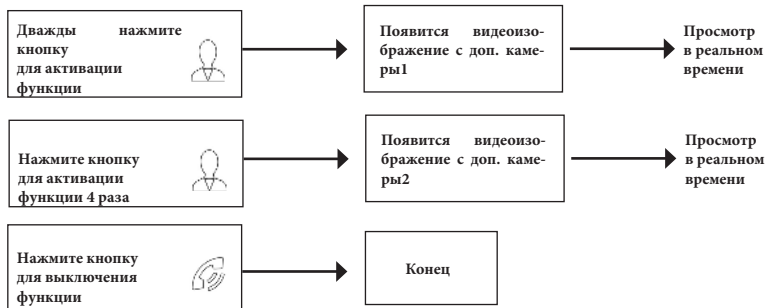 Дважды нажмите
кнопку
для активации
функции
Появится видеоизо-
бражение с доп. каме-
ры1
Просмотр
в реальном
времени
Нажмите кнопку
для активации
функции 4 раза
Появится видеоизо-
бражение с доп. каме-
ры2
Просмотр
в реальном
времени
Нажмите кнопку
для выключения
функции
Конец